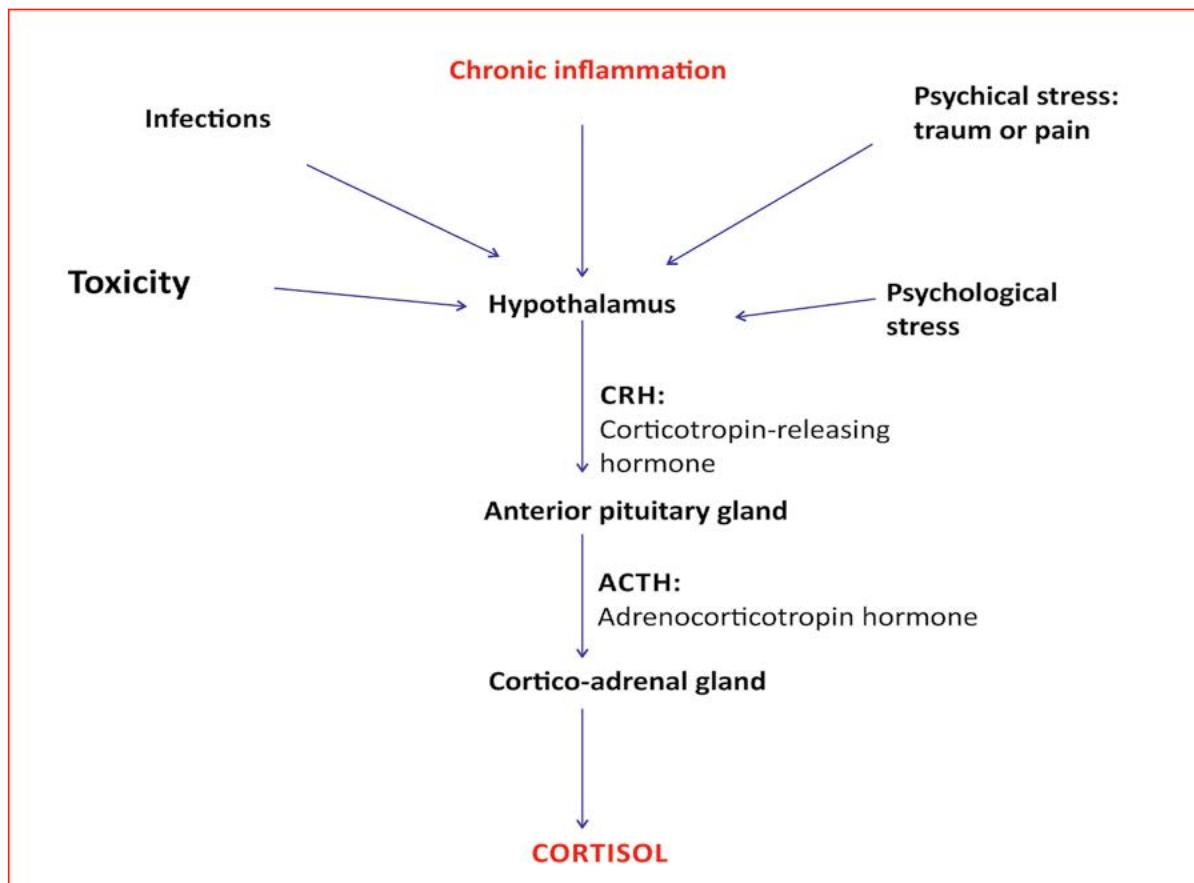 Chronic inflammation
Infections
Psychical stress:
traum or pain
Toxicity
Hypothalamus
Psychological
stress
CRH:
Corticotropin-releasing
hormone
Anterior pituitary gland
ACTH:
Adrenocorticotropin hormone
Cortico-adrenal gland
CORTISOL